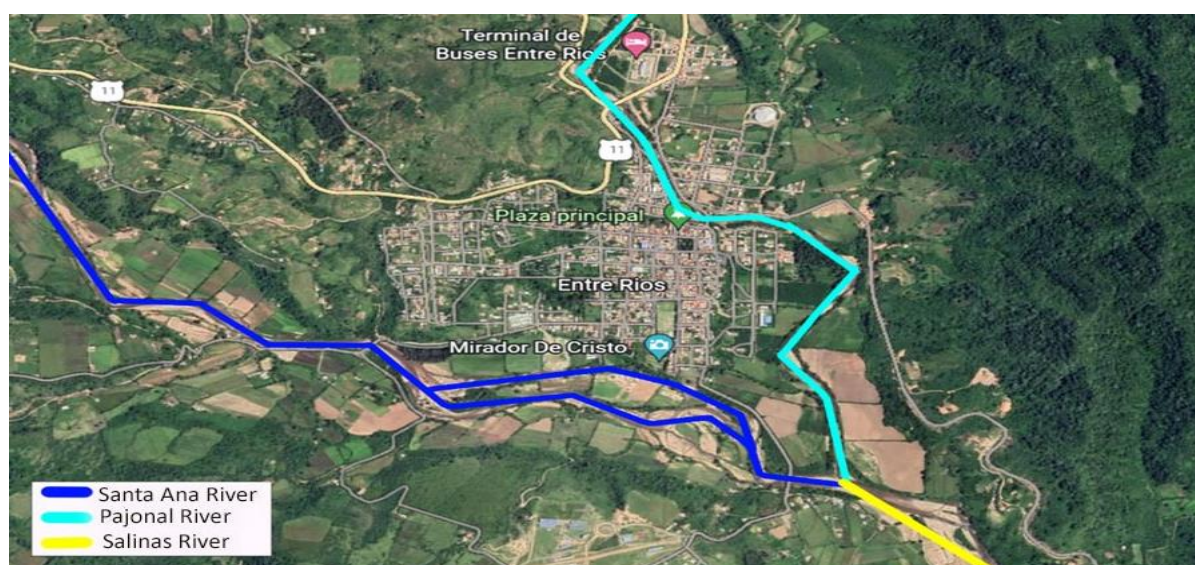 Terminal de
Buses Entre Rios
11
11
Plaza principal
Entre Rios
Mirador De Cristo
Santa Ana River
Pajonal River
Salinas River